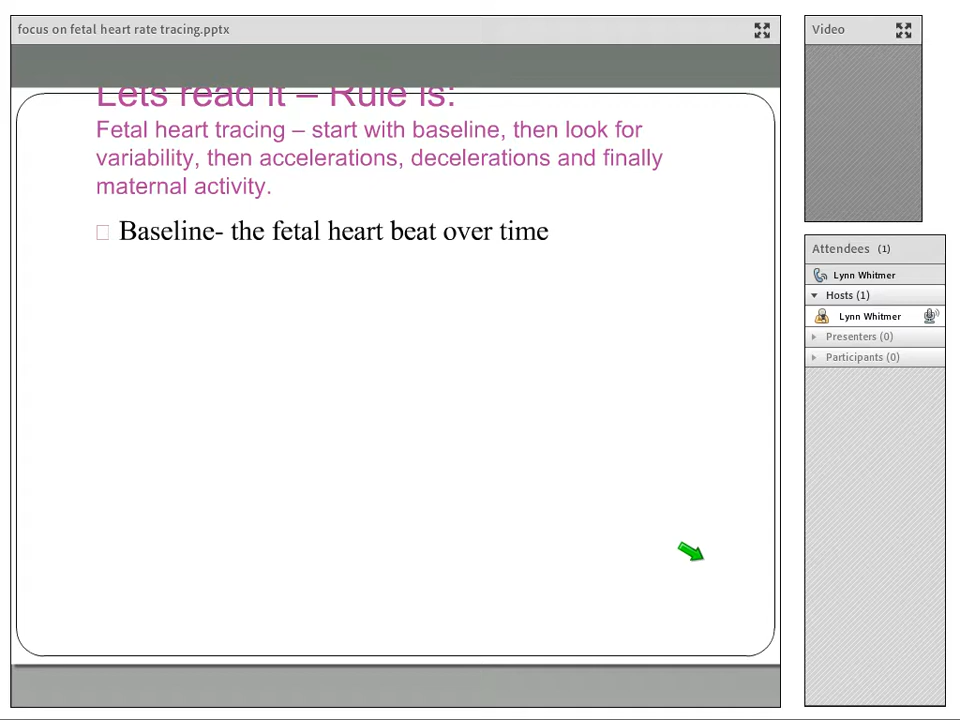 focus on fetal heart rate tracing.pptx
Lets read it – Rule is:
Fetal heart tracing – start with baseline, then look for
variability, then accelerations, decelerations and finally
maternal activity.
Baseline- the fetal heart beat over time
Video
Attendees (1)
Lynn Whitmer
Hosts (1)
Lynn Whitmer
Presenters (0)
Participants (0)